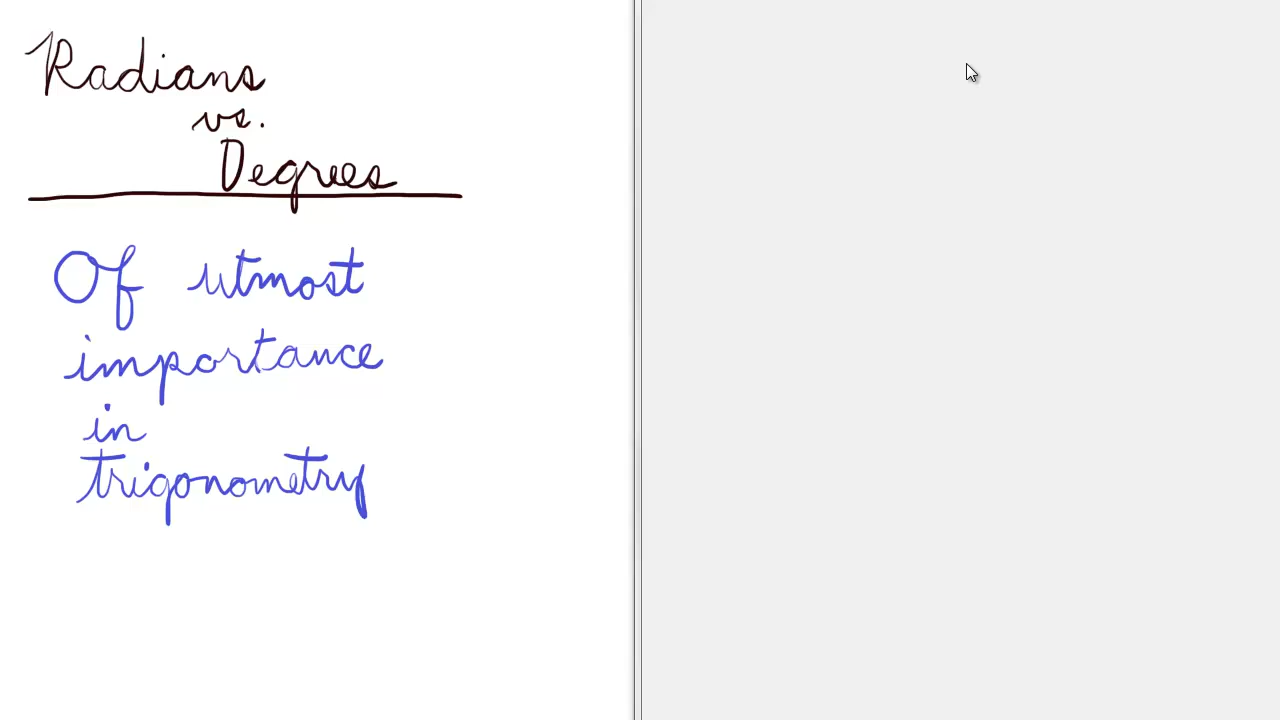 Radians
vs.
Degrees
Of utmost
importance
in
trigonometry